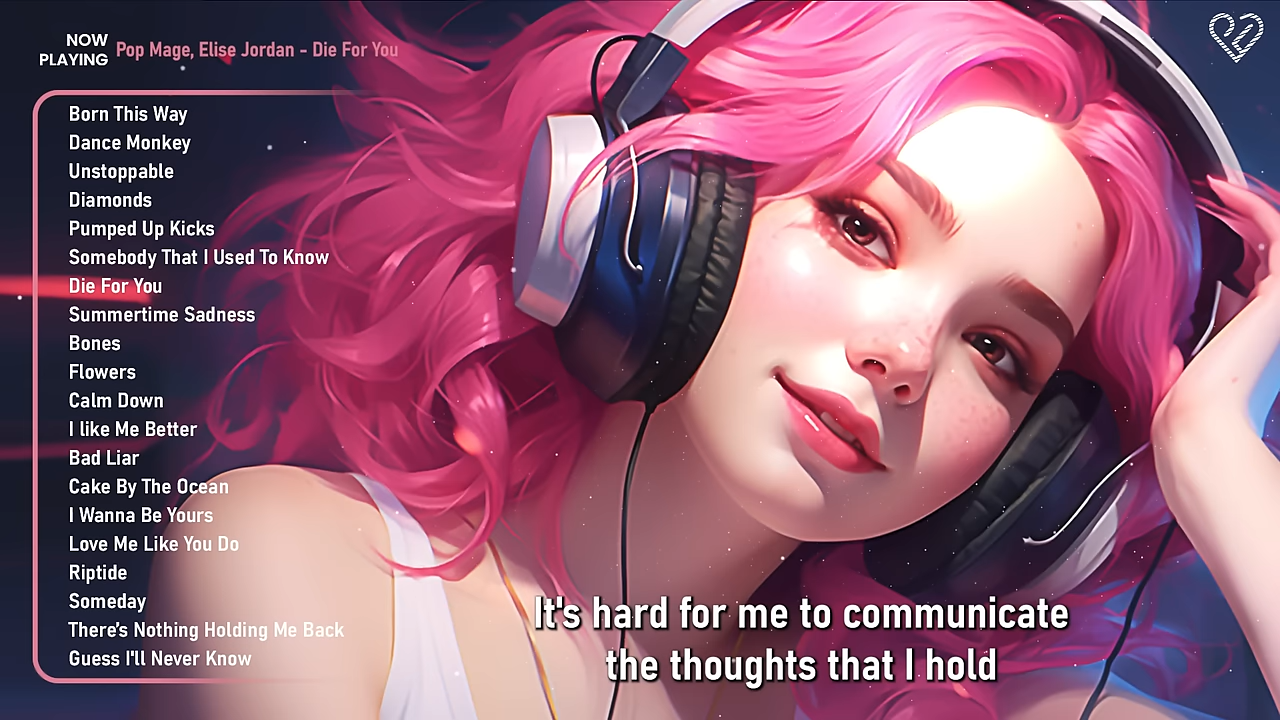 NOW
PLAYING
Pop Mage, Elise Jordan - Die For You
Born This Way
Dance Monkey
Unstoppable
Diamonds
Pumped Up Kicks
Somebody That I Used To Know
Die For You
Summertime Sadness
Bones
Flowers
Calm Down
I like Me Better
Bad Liar
Cake By The Ocean
I Wanna Be Yours
Love Me Like You Do
Riptide
Someday
There's Nothing Holding Me Back
Guess I'll Never Know
It's hard for me to communicate
the thoughts that I hold